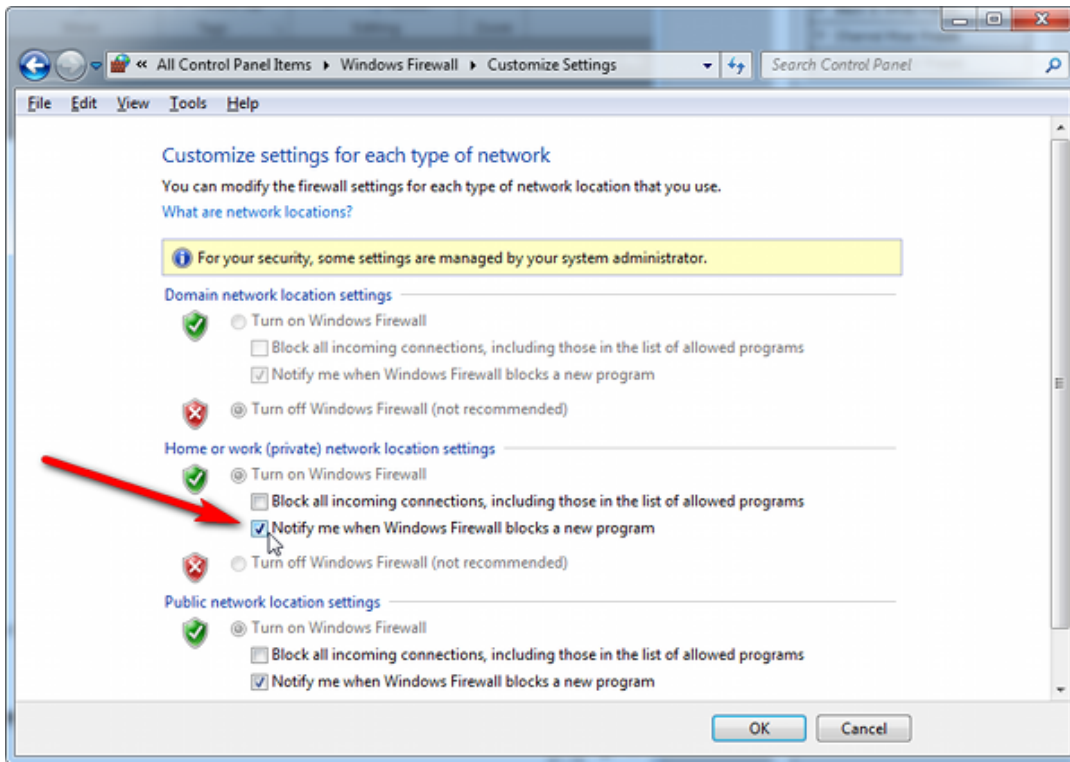 « All Control Panel Items ▸ Windows Firewall ▸ Customize Settings
Search Control Panel
File Edit View Tools Help
Customize settings for each type of network
You can modify the firewall settings for each type of network location that you use.
What are network locations?
For your security, some settings are managed by your system administrator.
Domain network location settings
Turn on Windows Firewall
Block all incoming connections, including those in the list of allowed programs
Notify me when Windows Firewall blocks a new program
Turn off Windows Firewall (not recommended)
Home or work (private) network location settings
Turn on Windows Firewall
Block all incoming connections, including those in the list of allowed programs
Notify me when Windows Firewall blocks a new program
Turn off Windows Firewall (not recommended)
Public network location settings
Turn on Windows Firewall
Block all incoming connections, including those in the list of allowed programs
Notify me when Windows Firewall blocks a new program
OK Cancel